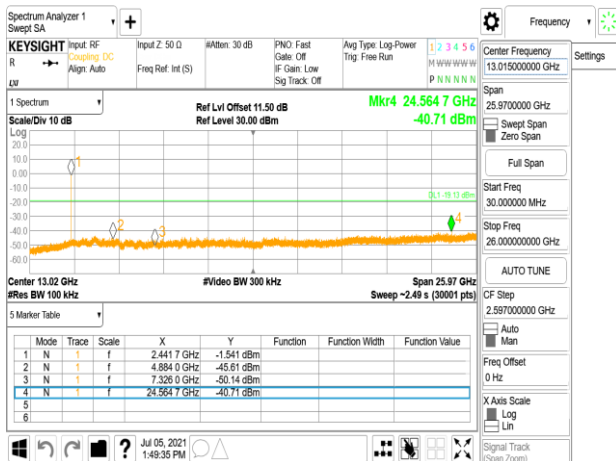 Spectrum Analyzer 1
Swept SA
Frequency
KEYSIGHT
R
Input: RF
Coupling: DC
Align: Auto
Input Z: 50 Ω
Freq Ref: Int (S)
#Atten: 30 dB
PNO: Fast
Gate: Off
IF Gain: Low
Sig Track: Off
Avg Type: Log-Power
Trig: Free Run
1 2 3 4 5 6
M W W W W W
P N N N N N
1 Spectrum
Scale/Div 10 dB
Ref Lvl Offset 11.50 dB
Ref Level 30.00 dBm
Mkr4 24.564 7 GHz
-40.71 dBm
Log
20.0
10.0
0.00
-10.0
-20.0
-30.0
-40.0
-50.0
-60.0
DL1 -19.13 dBm
1
2
3
4
Center 13.02 GHz
#Res BW 100 kHz
#Video BW 300 kHz
Span 25.97 GHz
Sweep ~2.49 s (30001 pts)
5 Marker Table
Mode Trace Scale X Y Function Function Width Function Value
1 N 1 f 2.441 7 GHz -1.541 dBm
2 N 1 f 4.884 0 GHz -45.61 dBm
3 N 1 f 7.326 0 GHz -50.14 dBm
4 N 1 f 24.564 7 GHz -40.71 dBm
5
6
Jul 05, 2021
1:49:35 PM
Center Frequency
13.015000000 GHz
Settings
Span
25.9700000 GHz
Swept Span
Zero Span
Full Span
Start Freq
30.000000 MHz
Stop Freq
26.000000000 GHz
AUTO TUNE
CF Step
2.597000000 GHz
Auto
Man
Freq Offset
0 Hz
X Axis Scale
Log
Lin
Signal Track
(Span Zoom)